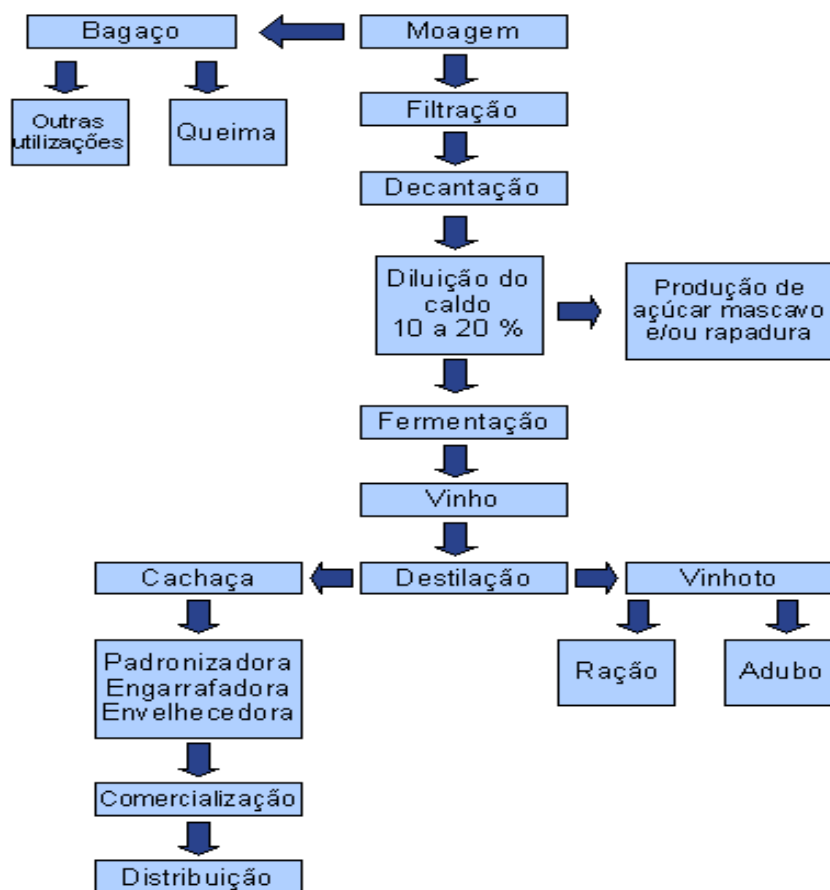 Bagaço
Moagem
Outras
utilizações
Queima
Filtração
Decantação
Diluição do
caldo
10 a 20 %
Produção de
açúcar mascavo
e/ou rapadura
Fermentação
Vinho
Cachaça
Destilação
Vinhoto
Padronizadora
Engarrafadora
Envelhecedora
Ração
Adubo
Comercialização
Distribuição